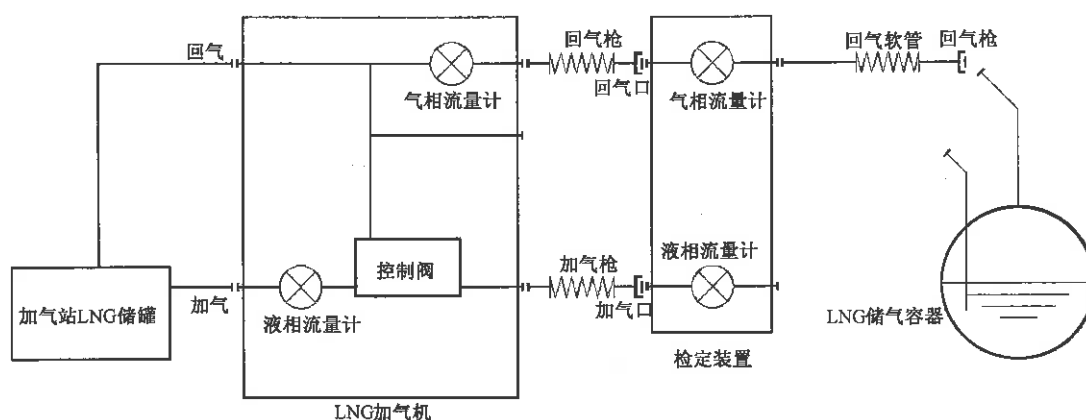 回气
回气枪
回气软管
回气枪
气相流量计
回气口
气相流量计
加气站LNG储罐
加气
控制阀
液相流量计
加气枪
加气口
液相流量计
LNG储气容器
检定装置
LNG加气机